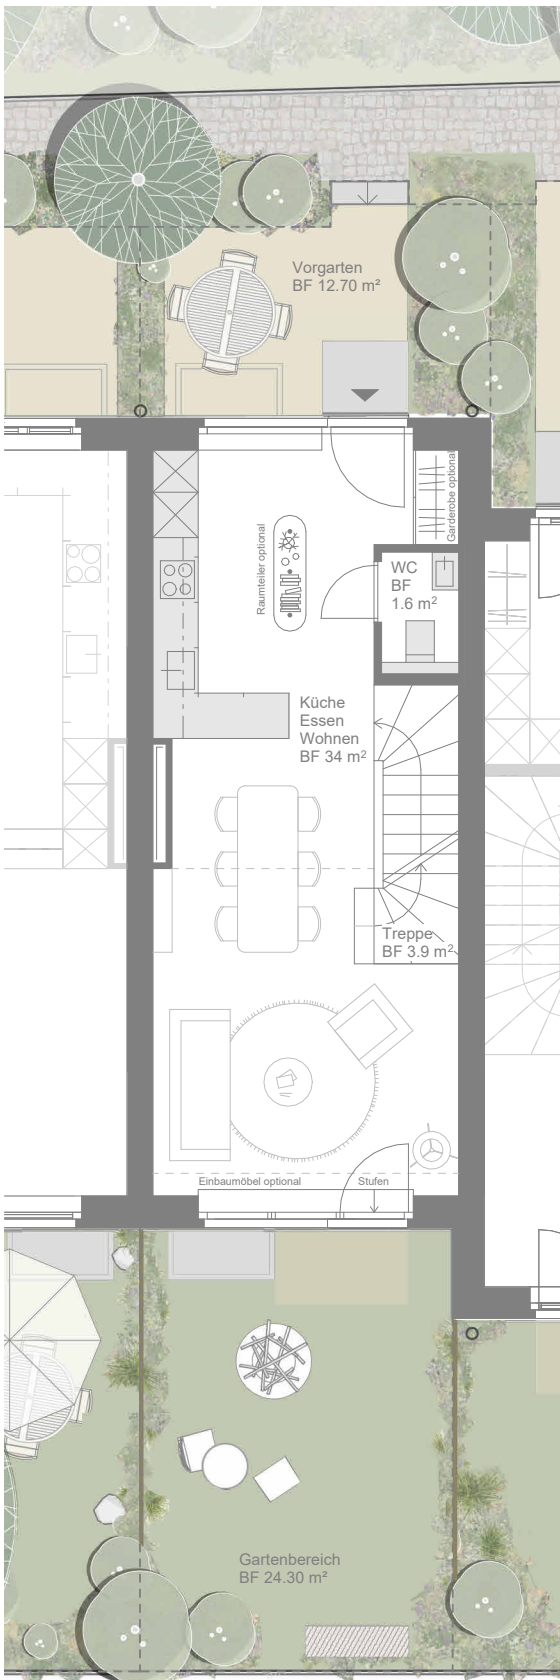 Vorgarten
BF 12.70 m²
Garderobe optional
Raumteiler optional
WC
BF
1.6 m²
Küche
Essen
Wohnen
BF 34 m²
Treppe
BF 3.9 m²
Einbaumöbel optional
Stufen
Gartenbereich
BF 24.30 m²